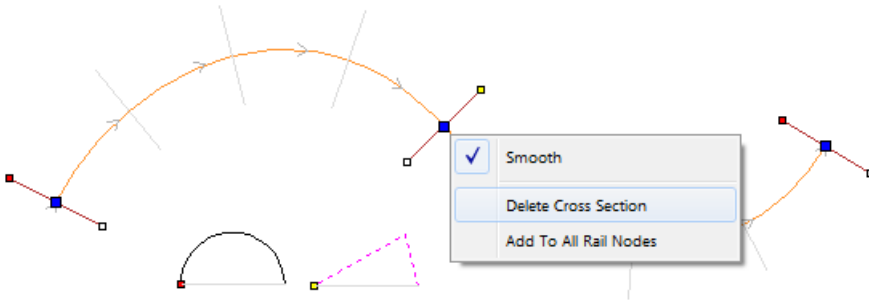 Smooth
Delete Cross Section
Add To All Rail Nodes